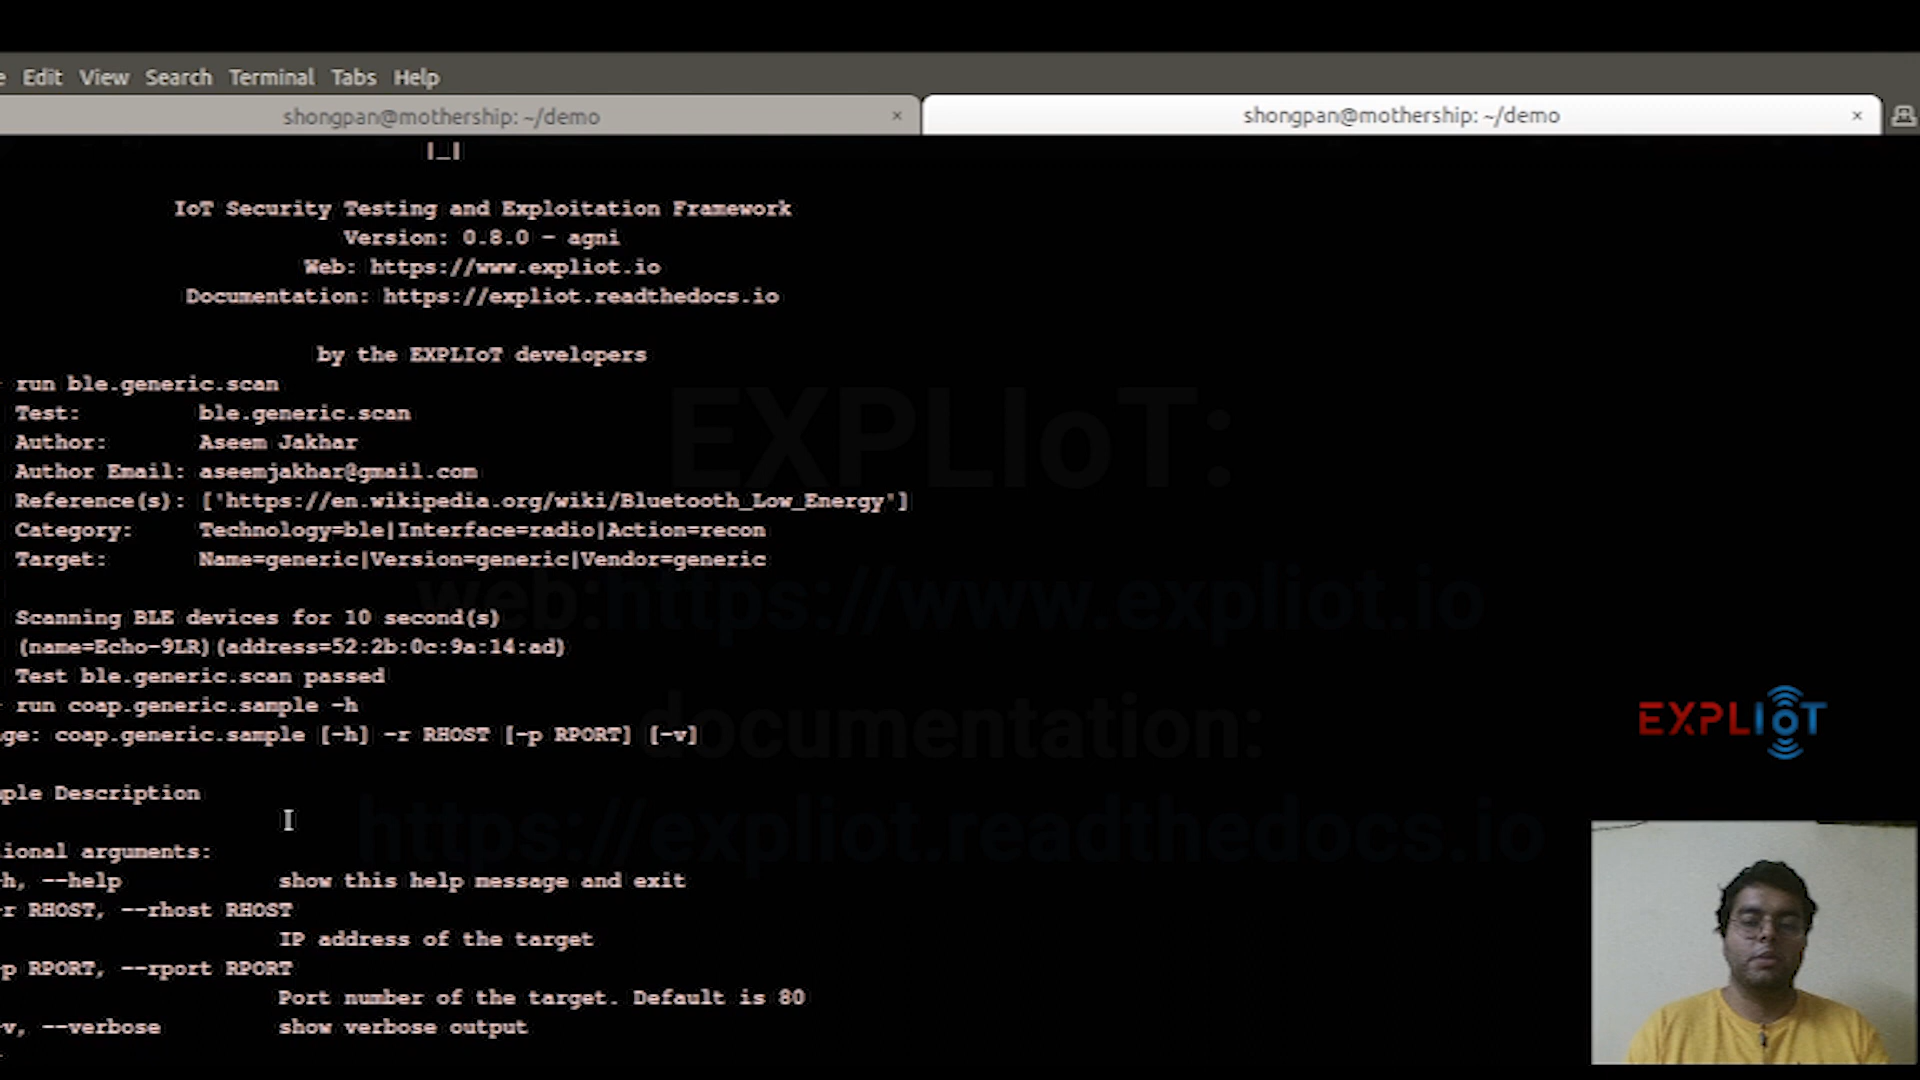 e Edit View Search Terminal Tabs Help
shongpan@mothership: ~/demo × shongpan@mothership: ~/demo ×
|_|
IoT Security Testing and Exploitation Framework
Version: 0.8.0 - agni
Web: https://www.expliot.io
Documentation: https://expliot.readthedocs.io
by the EXPLIoT developers
run ble.generic.scan
Test: ble.generic.scan
Author: Aseem Jakhar
Author Email: aseemjakhar@gmail.com
Reference(s): ['https://en.wikipedia.org/wiki/Bluetooth_Low_Energy']
Category: Technology=ble|Interface=radio|Action=recon
Target: Name=generic|Version=generic|Vendor=generic
Scanning BLE devices for 10 second(s)
(name=Echo-9LR)(address=52:2b:0c:9a:14:ad)
Test ble.generic.scan passed
run coap.generic.sample -h
ge: coap.generic.sample [-h] -r RHOST [-p RPORT] [-v]
ple Description
ional arguments:
-h, --help show this help message and exit
-r RHOST, --rhost RHOST
IP address of the target
-p RPORT, --rport RPORT
Port number of the target. Default is 80
-v, --verbose show verbose output
EXPLIoT:
web:https://www.expliot.io
documentation:
https://expliot.readthedocs.io
EXPLIoT